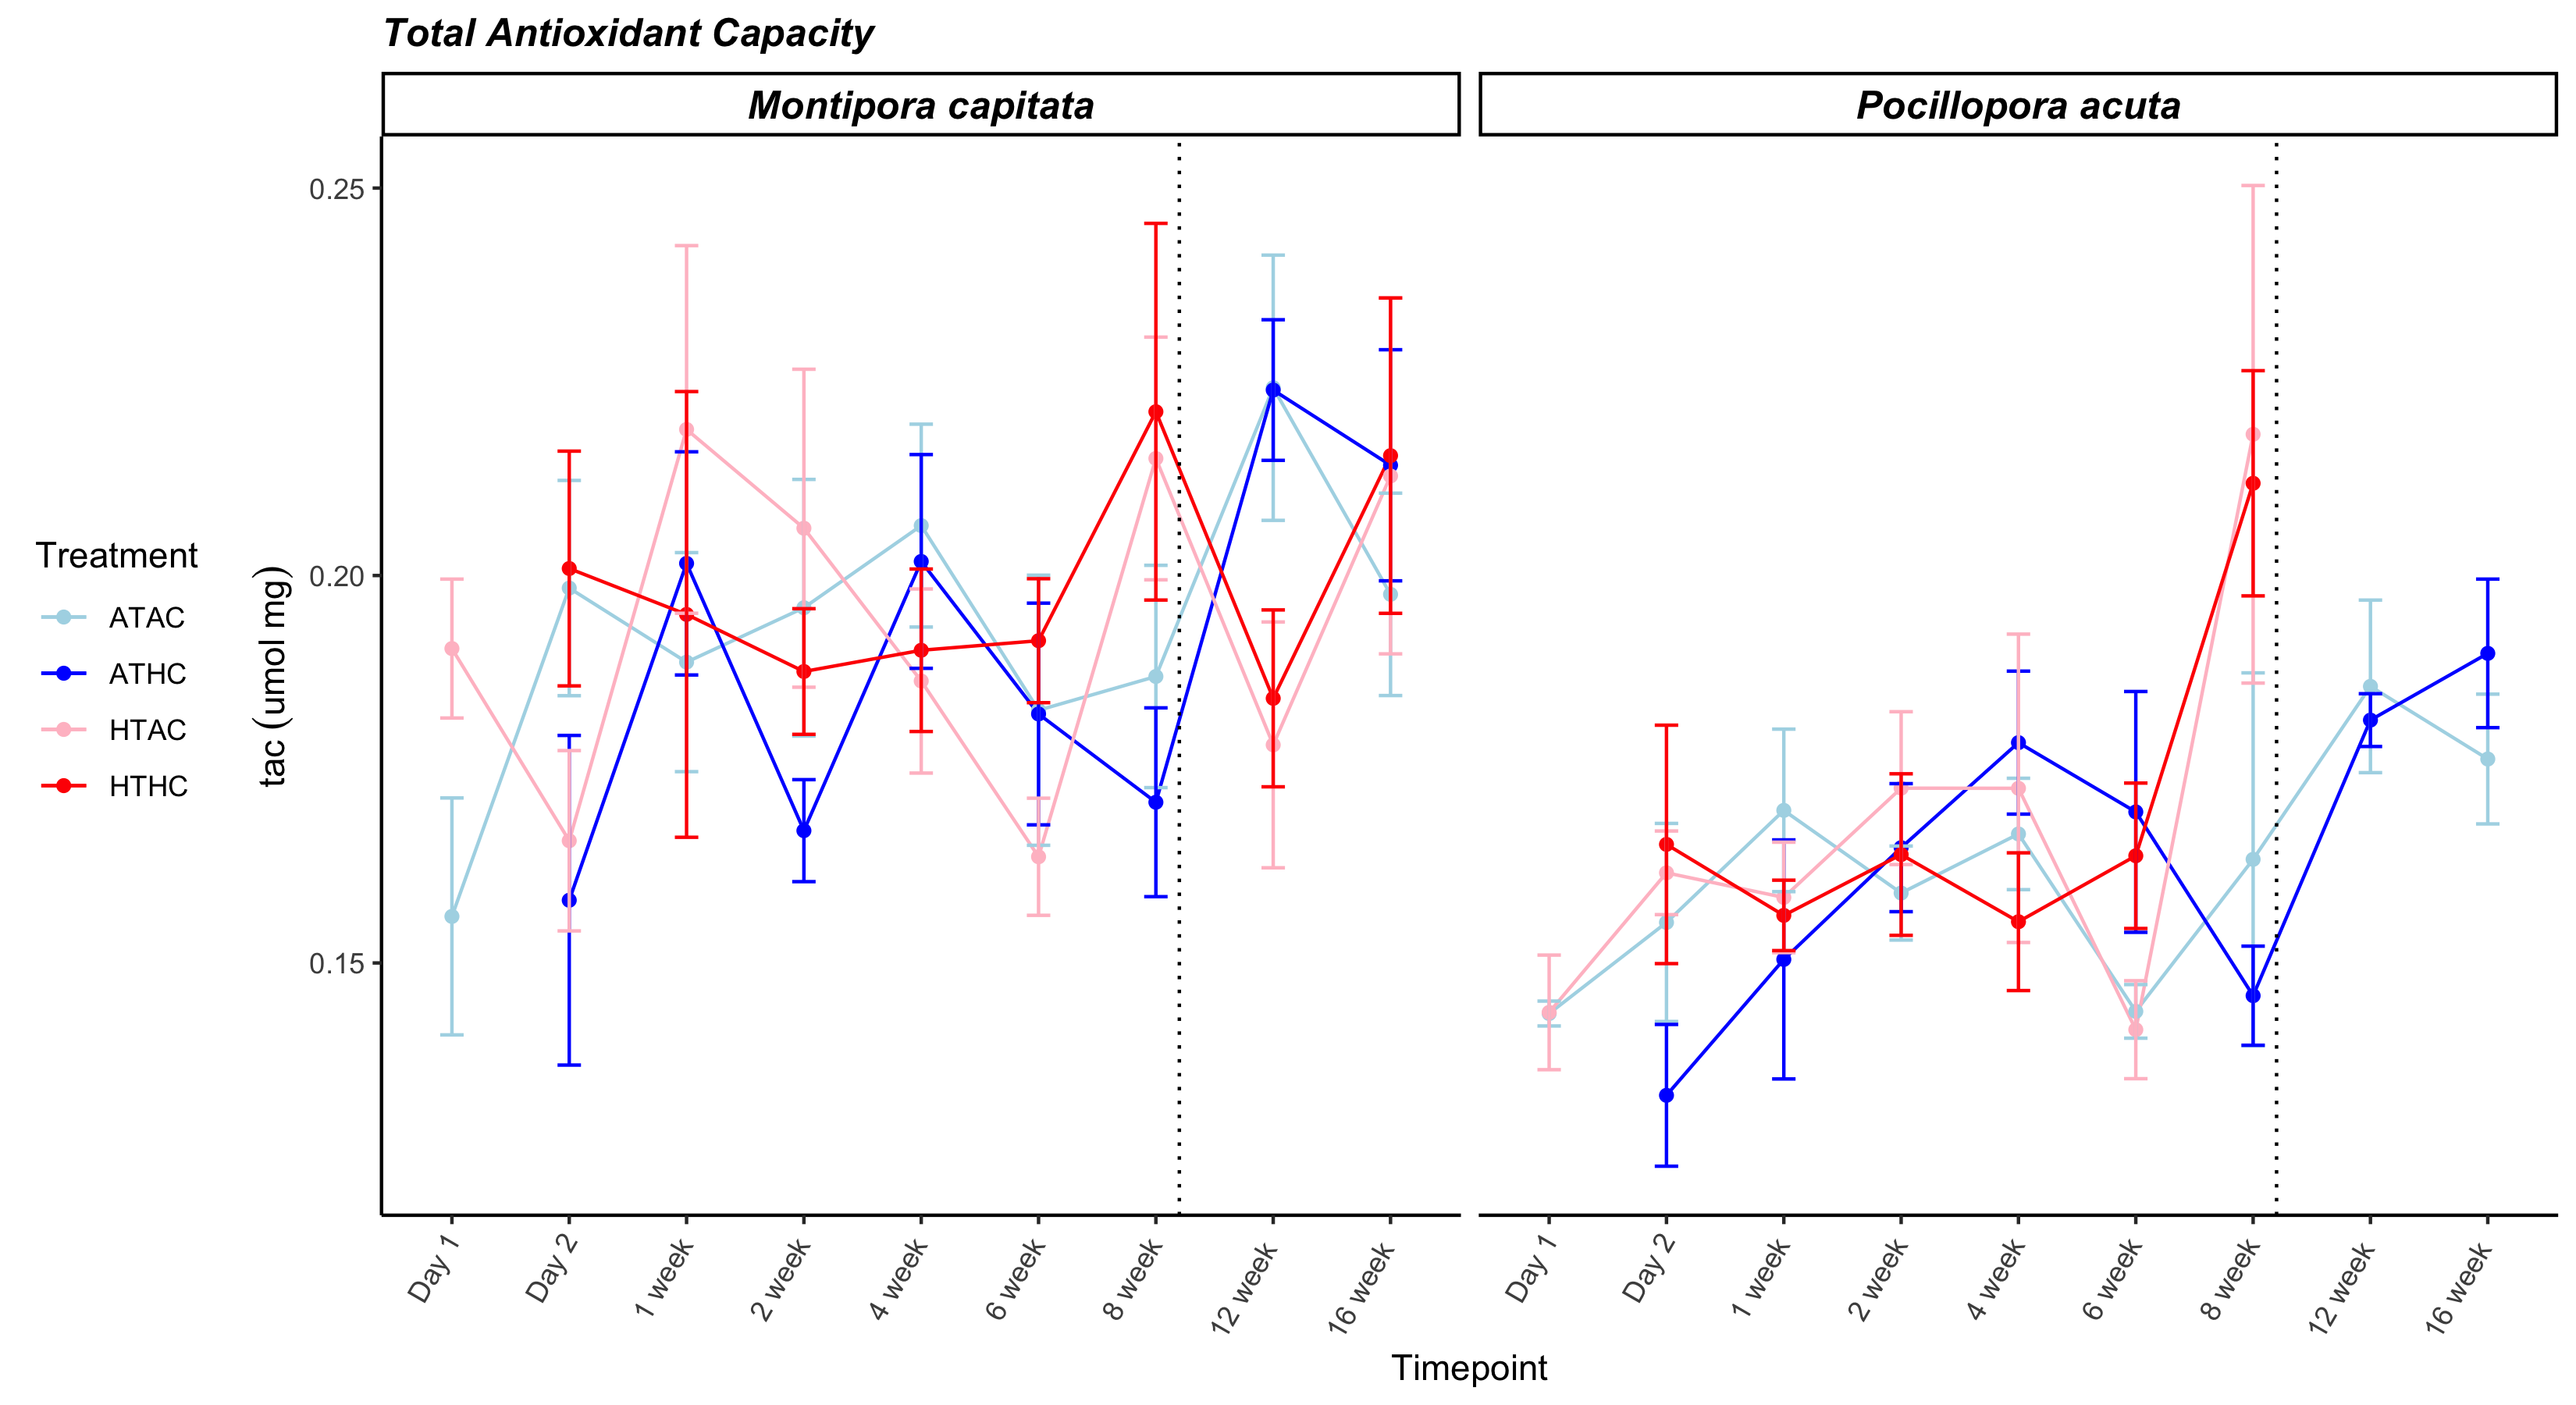 Total Antioxidant Capacity
Montipora capitata
Pocillopora acuta
0.25
0.20
0.15
tac (umol mg)
Treatment
ATAC
ATHC
HTAC
HTHC
Day 1
Day 2
1 week
2 week
4 week
6 week
8 week
12 week
16 week
Day 1
Day 2
1 week
2 week
4 week
6 week
8 week
12 week
16 week
Timepoint